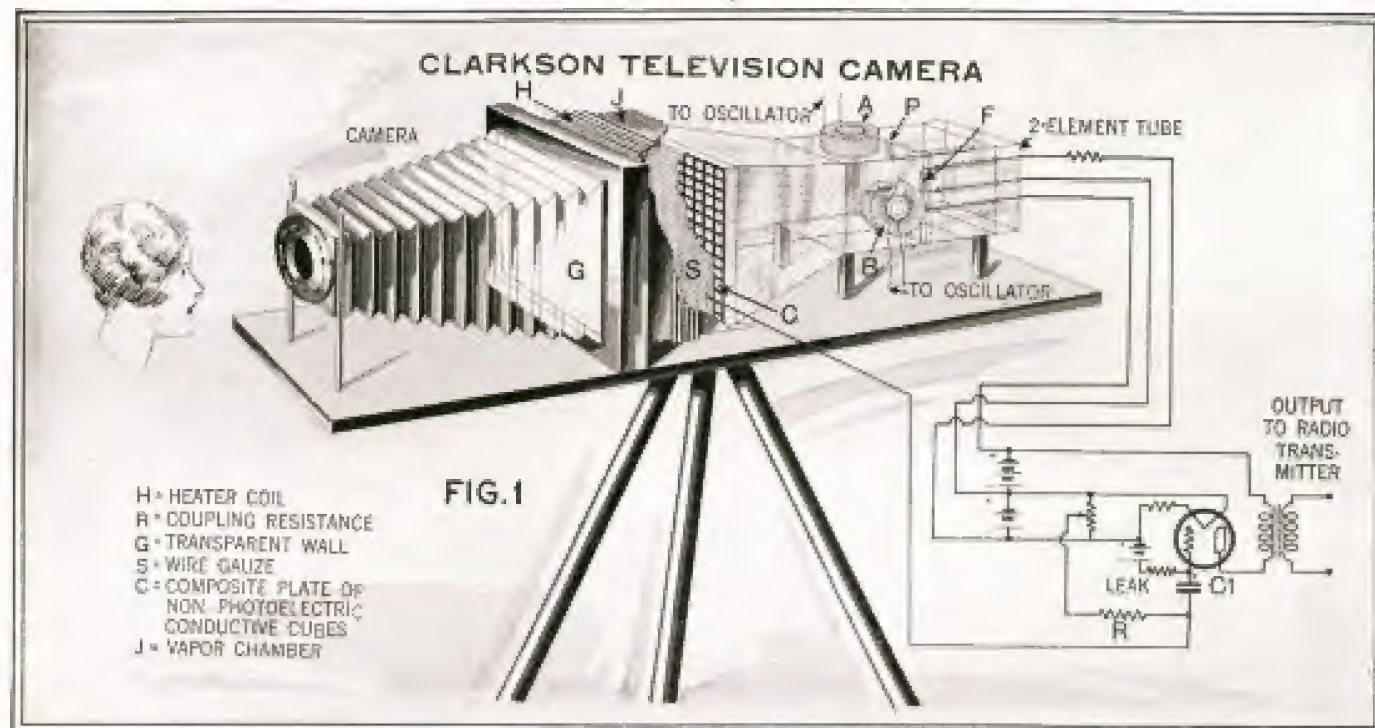 CLARKSON TELEVISION CAMERA
H
J
TO OSCILLATOR
A
P
F
2-ELEMENT TUBE
CAMERA
G
S
B
TO OSCILLATOR
C
OUTPUT
TO RADIO
TRANS-
MITTER
FIG.1
H = HEATER COIL
R = COUPLING RESISTANCE
G = TRANSPARENT WALL
S = WIRE GAUZE
C = COMPOSITE PLATE OF
NON PHOTOELECTRIC
CONDUCTIVE CUBES
J = VAPOR CHAMBER
LEAK
C1
R